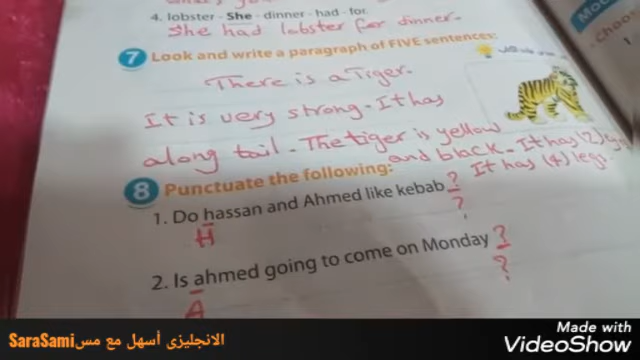 4. lobster - She - dinner - had - for.
She had lobster for dinner.
7 Look and write a paragraph of FIVE sentences:
There is a Tiger.
It is very strong. It has
along tail. The tiger is yellow
and black. It has (2) eyes
It has (4) legs.
8 Punctuate the following:
1. Do hassan and Ahmed like kebab ?
H ?
2. Is ahmed going to come on Monday ?
A ?
الانجليزى أسهل مع مس SaraSami
Made with
VideoShow